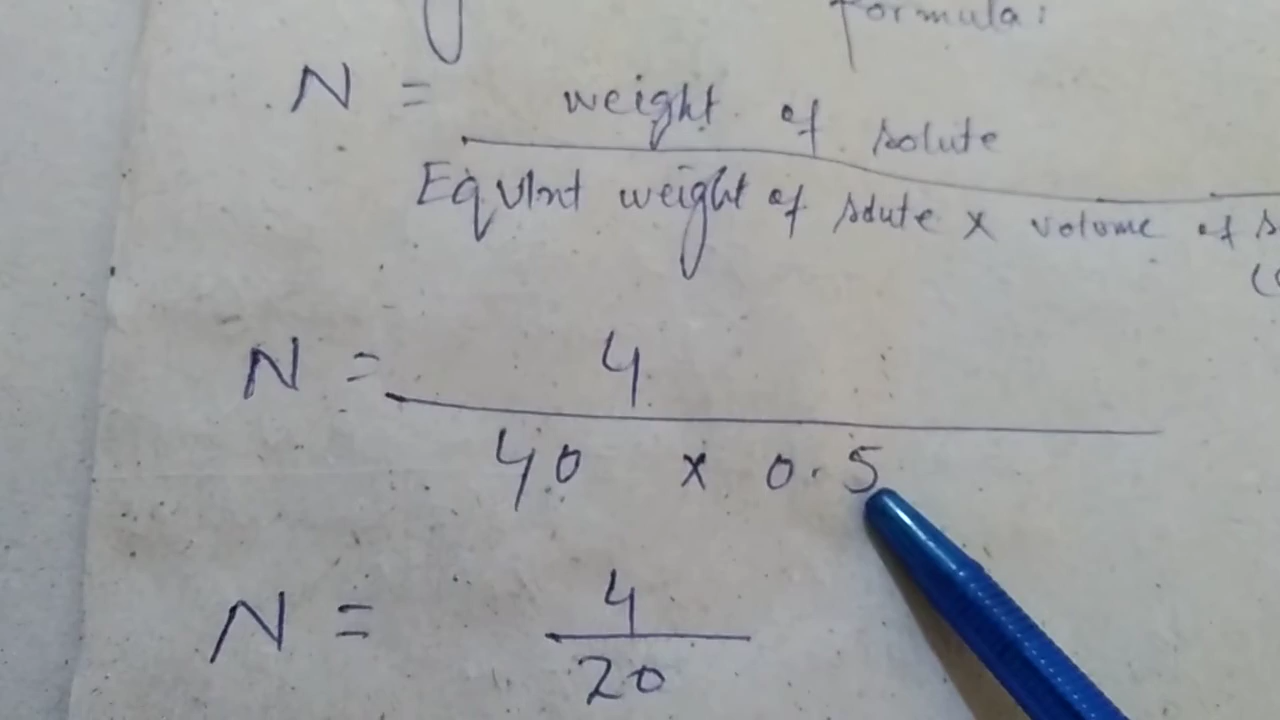 formula:
N = weight of solute
Equvlnt weight of solute x volume of
N = 4
40 x 0.5
N = 4
20